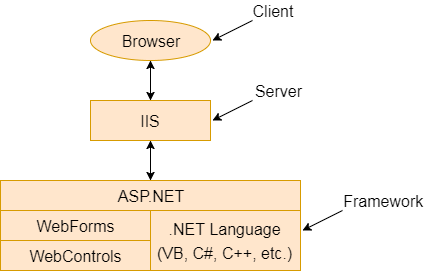 Client
Browser
Server
IIS
ASP.NET
Framework
WebForms
WebControls
.NET Language
(VB, C#, C++, etc.)